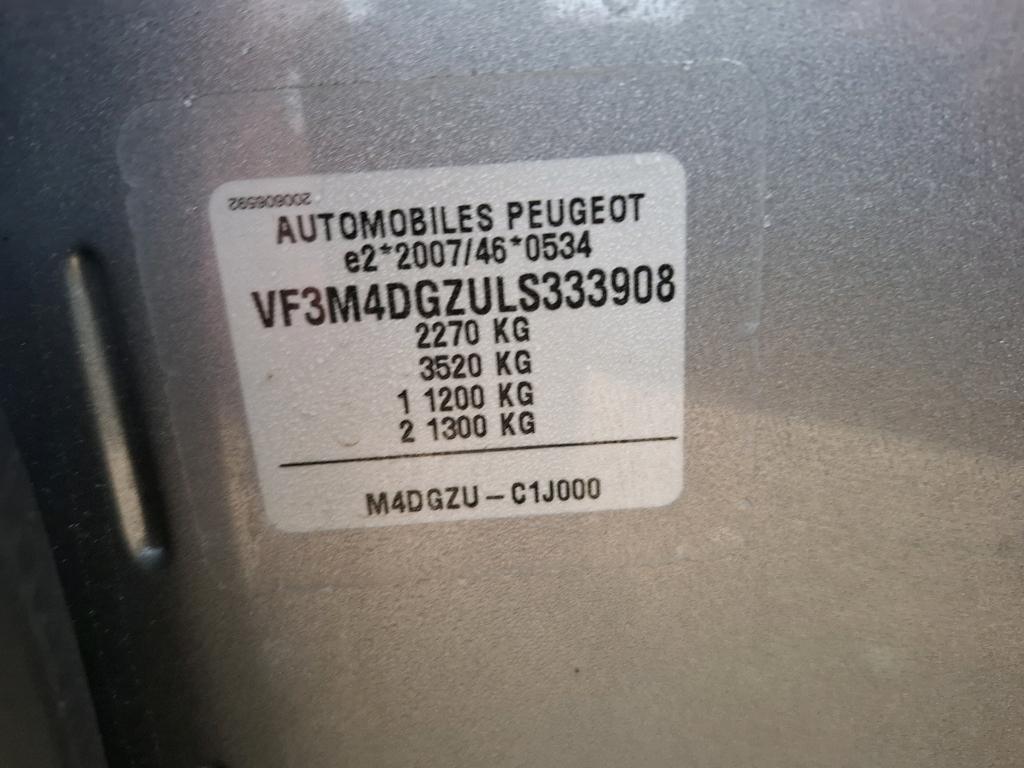 200806592
AUTOMOBILES PEUGEOT
e2*2007/46*0534
VF3M4DGZULS333908
2270 KG
3520 KG
1 1200 KG
2 1300 KG
M4DGZU – C1J000